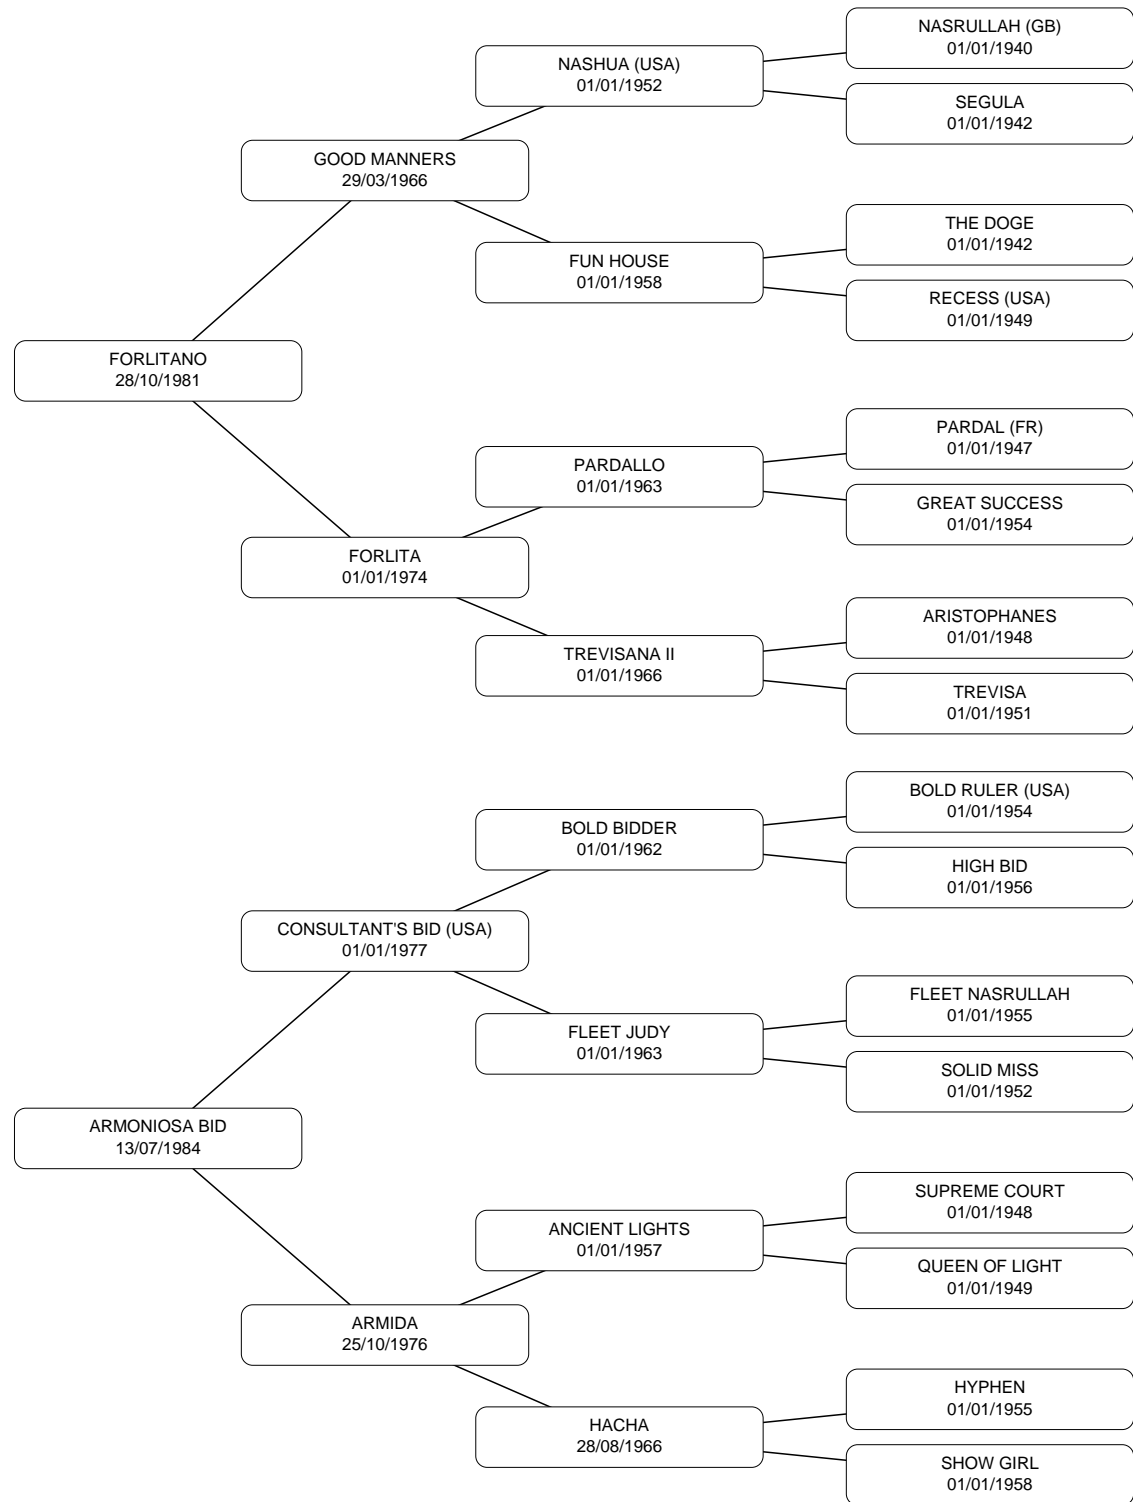 NASRULLAH (GB)
01/01/1940
NASHUA (USA)
01/01/1952
SEGULA
01/01/1942
GOOD MANNERS
29/03/1966
THE DOGE
01/01/1942
FUN HOUSE
01/01/1958
RECESS (USA)
01/01/1949
FORLITANO
28/10/1981
PARDAL (FR)
01/01/1947
PARDALLO
01/01/1963
GREAT SUCCESS
01/01/1954
FORLITA
01/01/1974
ARISTOPHANES
01/01/1948
TREVISANA II
01/01/1966
TREVISA
01/01/1951
BOLD RULER (USA)
01/01/1954
BOLD BIDDER
01/01/1962
HIGH BID
01/01/1956
CONSULTANT'S BID (USA)
01/01/1977
FLEET NASRULLAH
01/01/1955
FLEET JUDY
01/01/1963
SOLID MISS
01/01/1952
ARMONIOSA BID
13/07/1984
SUPREME COURT
01/01/1948
ANCIENT LIGHTS
01/01/1957
QUEEN OF LIGHT
01/01/1949
ARMIDA
25/10/1976
HYPHEN
01/01/1955
HACHA
28/08/1966
SHOW GIRL
01/01/1958